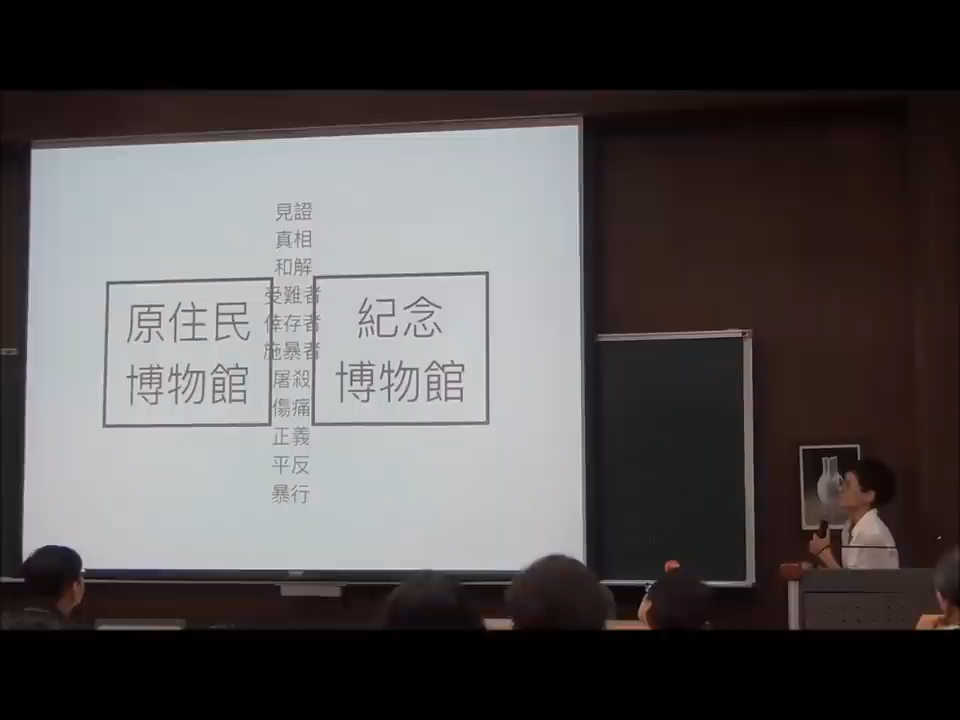 見證
真相
和解
受難者
倖存者
施暴者
屠殺
傷痛
正義
平反
暴行
原住民
博物館
紀念
博物館